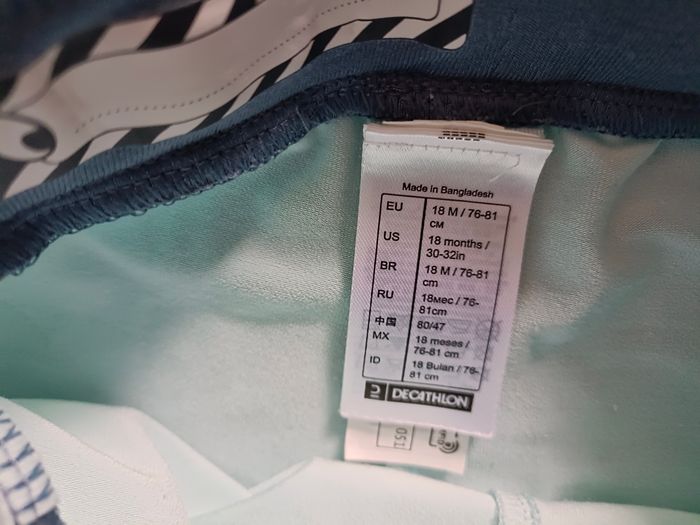 Made in Bangladesh
EU 18 M / 76-81 CM
US 18 months / 30-32in
BR 18 M / 76-81 cm
RU 18мес / 76-81cm
中国 80/47
MX 18 meses / 76-81 cm
ID 18 Bulan / 76-81 cm
DECATHLON
051